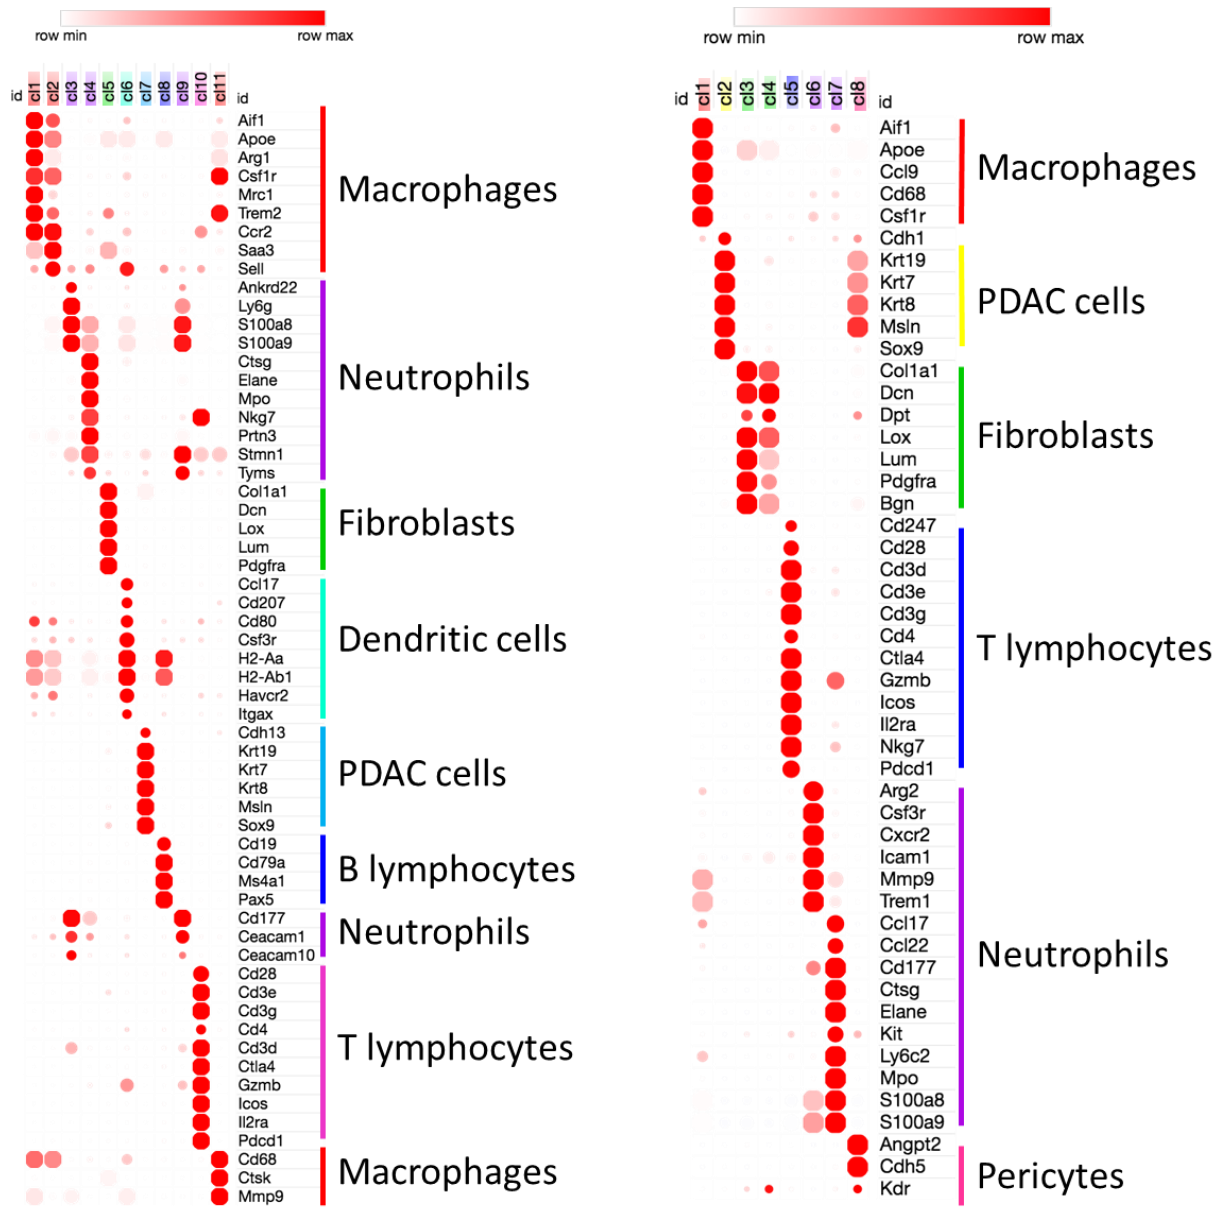 row min row max
id cl1 cl2 cl3 cl4 cl5 cl6 cl7 cl8 cl9 cl10 cl11 id
Aif1
Apoe
Arg1
Csf1r
Mrc1
Trem2
Ccr2
Saa3
Sell
Macrophages
Ankrd22
Ly6g
S100a8
S100a9
Ctsg
Elane
Mpo
Nkg7
Prtn3
Stmn1
Tyms
Neutrophils
Col1a1
Dcn
Lox
Lum
Pdgfra
Fibroblasts
Ccl17
Cd207
Cd80
Csf3r
H2-Aa
H2-Ab1
Havcr2
Itgax
Dendritic cells
Cdh13
Krt19
Krt7
Krt8
Msln
Sox9
PDAC cells
Cd19
Cd79a
Ms4a1
Pax5
B lymphocytes
Cd177
Ceacam1
Ceacam10
Neutrophils
Cd28
Cd3e
Cd3g
Cd4
Cd3d
Ctla4
Gzmb
Icos
Il2ra
Pdcd1
T lymphocytes
Cd68
Ctsk
Mmp9
Macrophages
row min row max
id cl1 cl2 cl3 cl4 cl5 cl6 cl7 cl8 id
Aif1
Apoe
Ccl9
Cd68
Csf1r
Macrophages
Cdh1
Krt19
Krt7
Krt8
Msln
Sox9
PDAC cells
Col1a1
Dcn
Dpt
Lox
Lum
Pdgfra
Bgn
Fibroblasts
Cd247
Cd28
Cd3d
Cd3e
Cd3g
Cd4
Ctla4
Gzmb
Icos
Il2ra
Nkg7
Pdcd1
T lymphocytes
Arg2
Csf3r
Cxcr2
Icam1
Mmp9
Trem1
Ccl17
Ccl22
Cd177
Ctsg
Elane
Kit
Ly6c2
Mpo
S100a8
S100a9
Neutrophils
Angpt2
Cdh5
Kdr
Pericytes